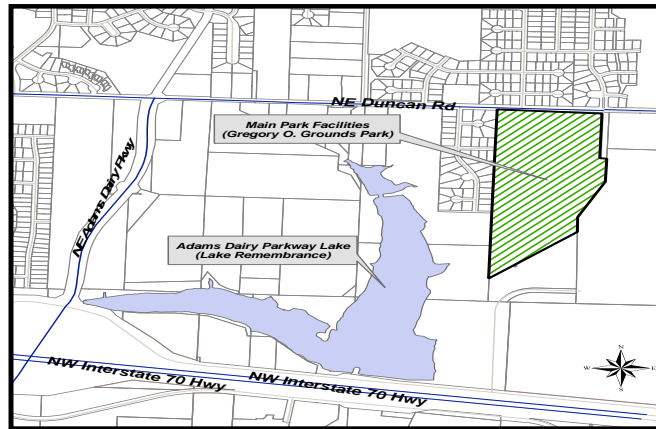 NE Duncan Rd
Main Park Facilities
(Gregory O. Grounds Park)
NE Adams Dairy Pkwy
Adams Dairy Parkway Lake
(Lake Remembrance)
NW Interstate 70 Hwy
NW Interstate 70 Hwy
N
W
E
S